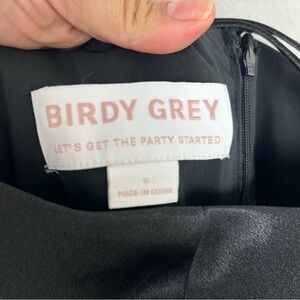 BIRDY GREY
LET'S GET THE PARTY STARTED
S
MADE IN CHINA